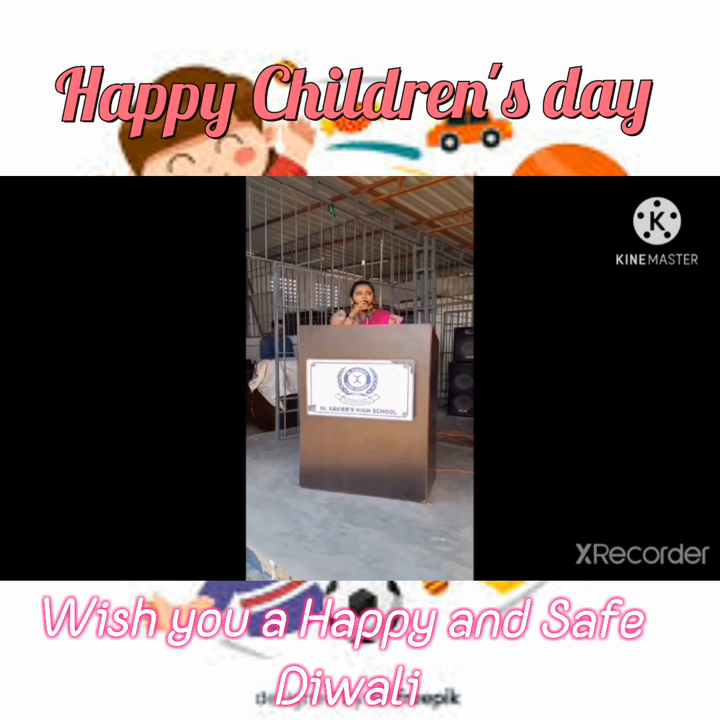 Happy Children's day
KINEMASTER
ST. XAVIER'S HIGH SCHOOL
XRecorder
Wish you a Happy and Safe
Diwali